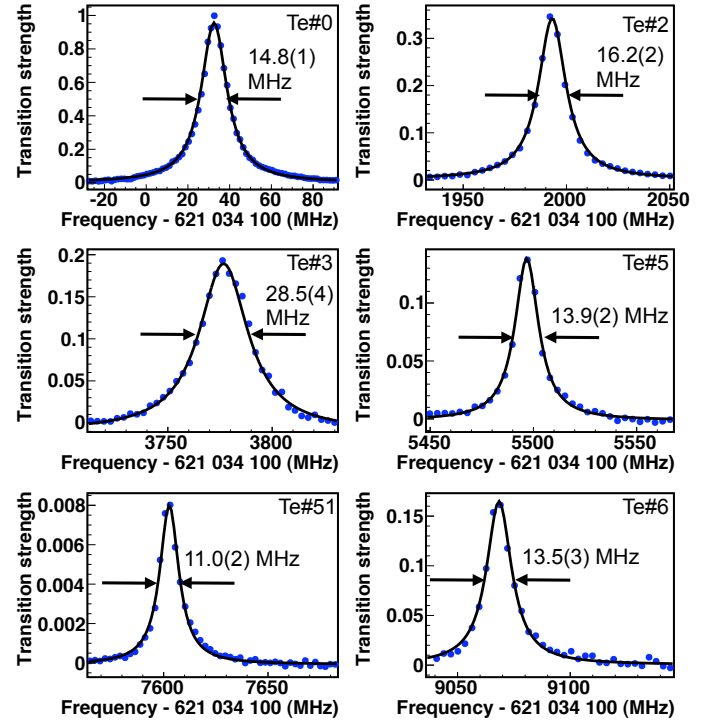 Transition strength
1
0.8
0.6
0.4
0.2
0
Te#0
14.8(1)
MHz
-20 0 20 40 60 80
Frequency - 621 034 100 (MHz)
Transition strength
0.3
0.2
0.1
0
Te#2
16.2(2)
MHz
1950 2000 2050
Frequency - 621 034 100 (MHz)
Transition strength
0.2
0.15
0.1
0.05
0
Te#3
28.5(4)
MHz
3750 3800
Frequency - 621 034 100 (MHz)
Transition strength
0.1
0.05
0
Te#5
13.9(2) MHz
5450 5500 5550
Frequency - 621 034 100 (MHz)
Transition strength
0.008
0.006
0.004
0.002
0
Te#51
11.0(2) MHz
7600 7650
Frequency - 621 034 100 (MHz)
Transition strength
0.15
0.1
0.05
0
Te#6
13.5(3) MHz
9050 9100
Frequency - 621 034 100 (MHz)